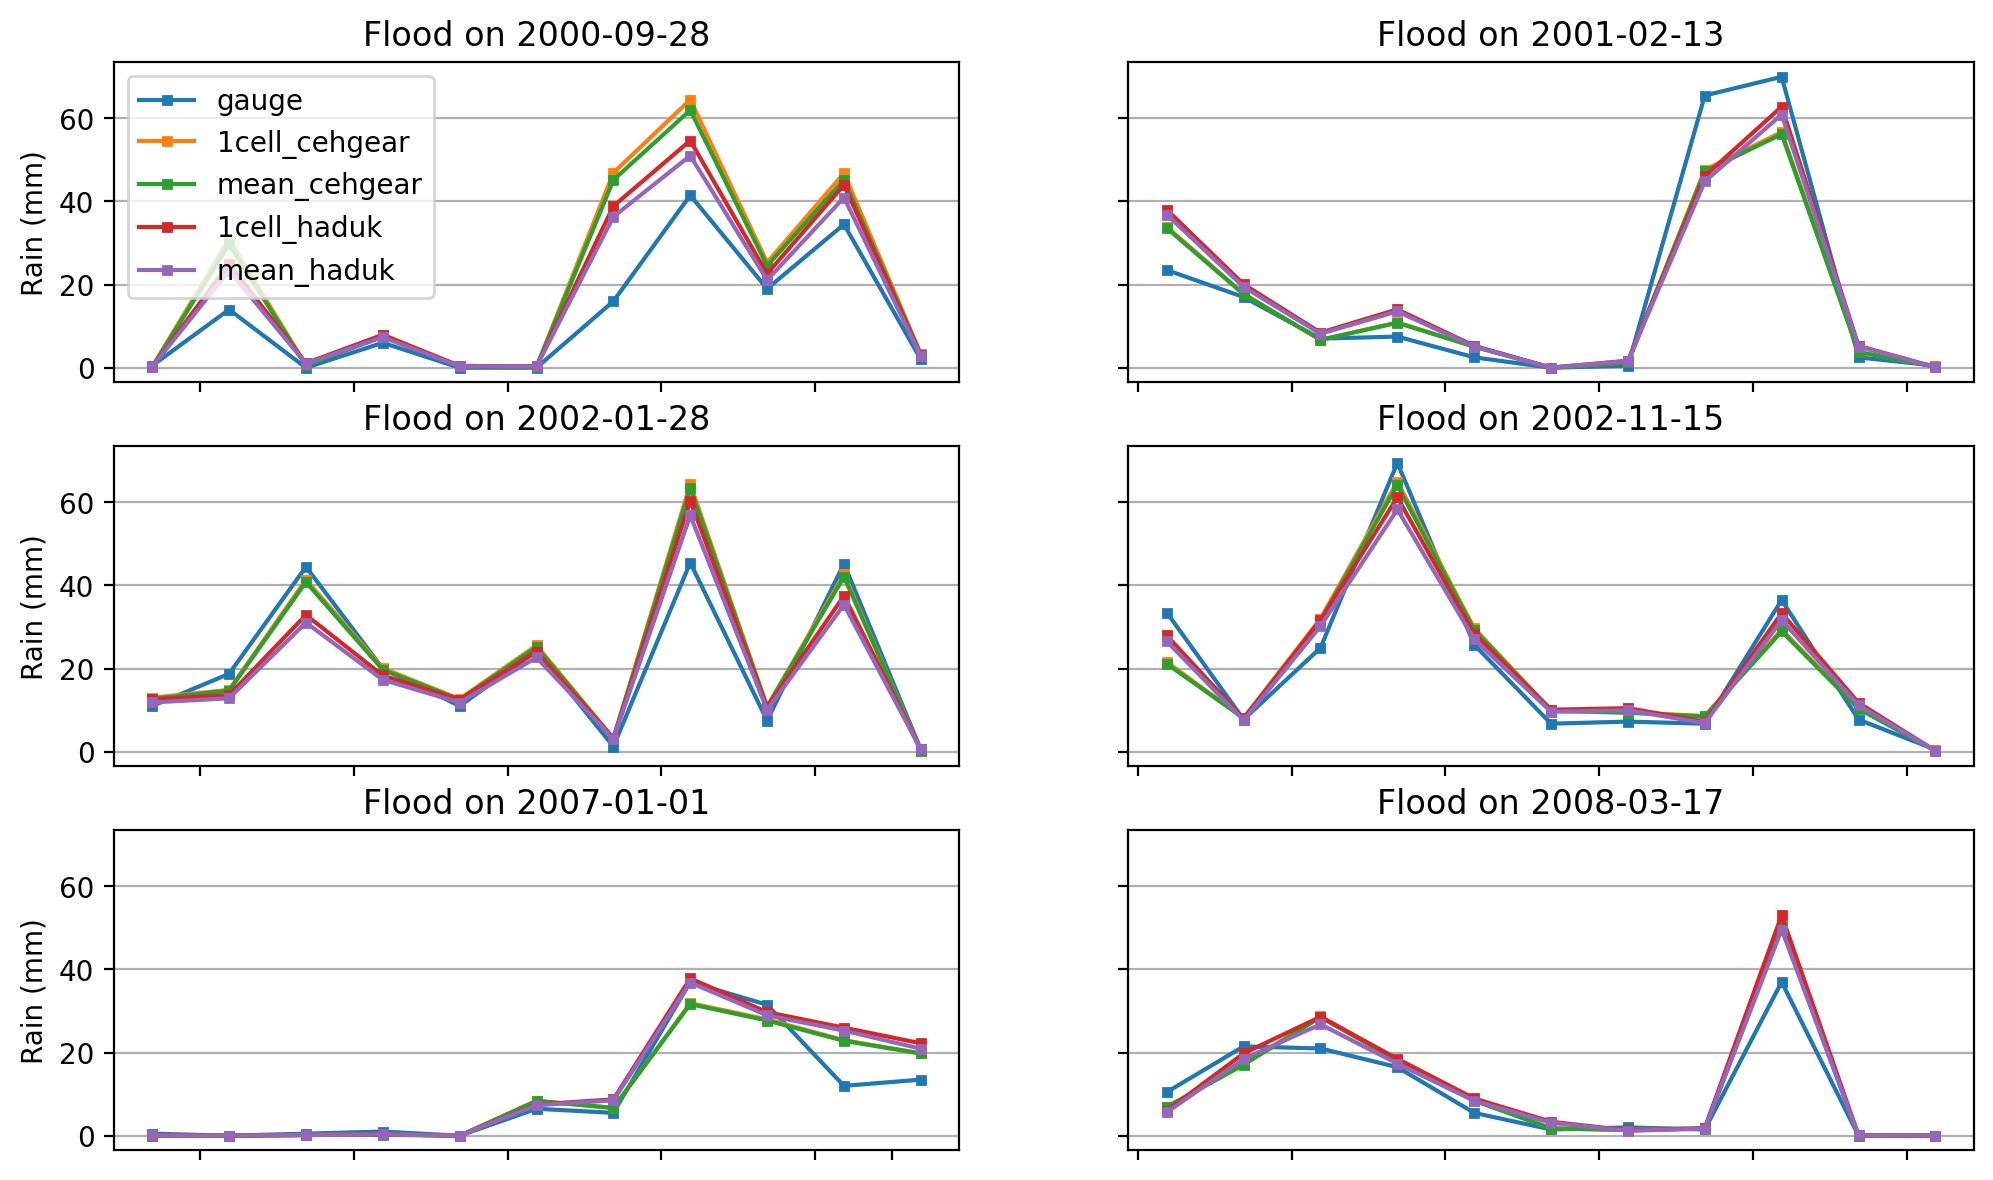 Flood on 2000-09-28
Flood on 2001-02-13
gauge
1cell_cehgear
mean_cehgear
1cell_haduk
mean_haduk
60
40
20
0
Rain (mm)
Flood on 2002-01-28
Flood on 2002-11-15
60
40
20
0
Rain (mm)
Flood on 2007-01-01
Flood on 2008-03-17
60
40
20
0
Rain (mm)